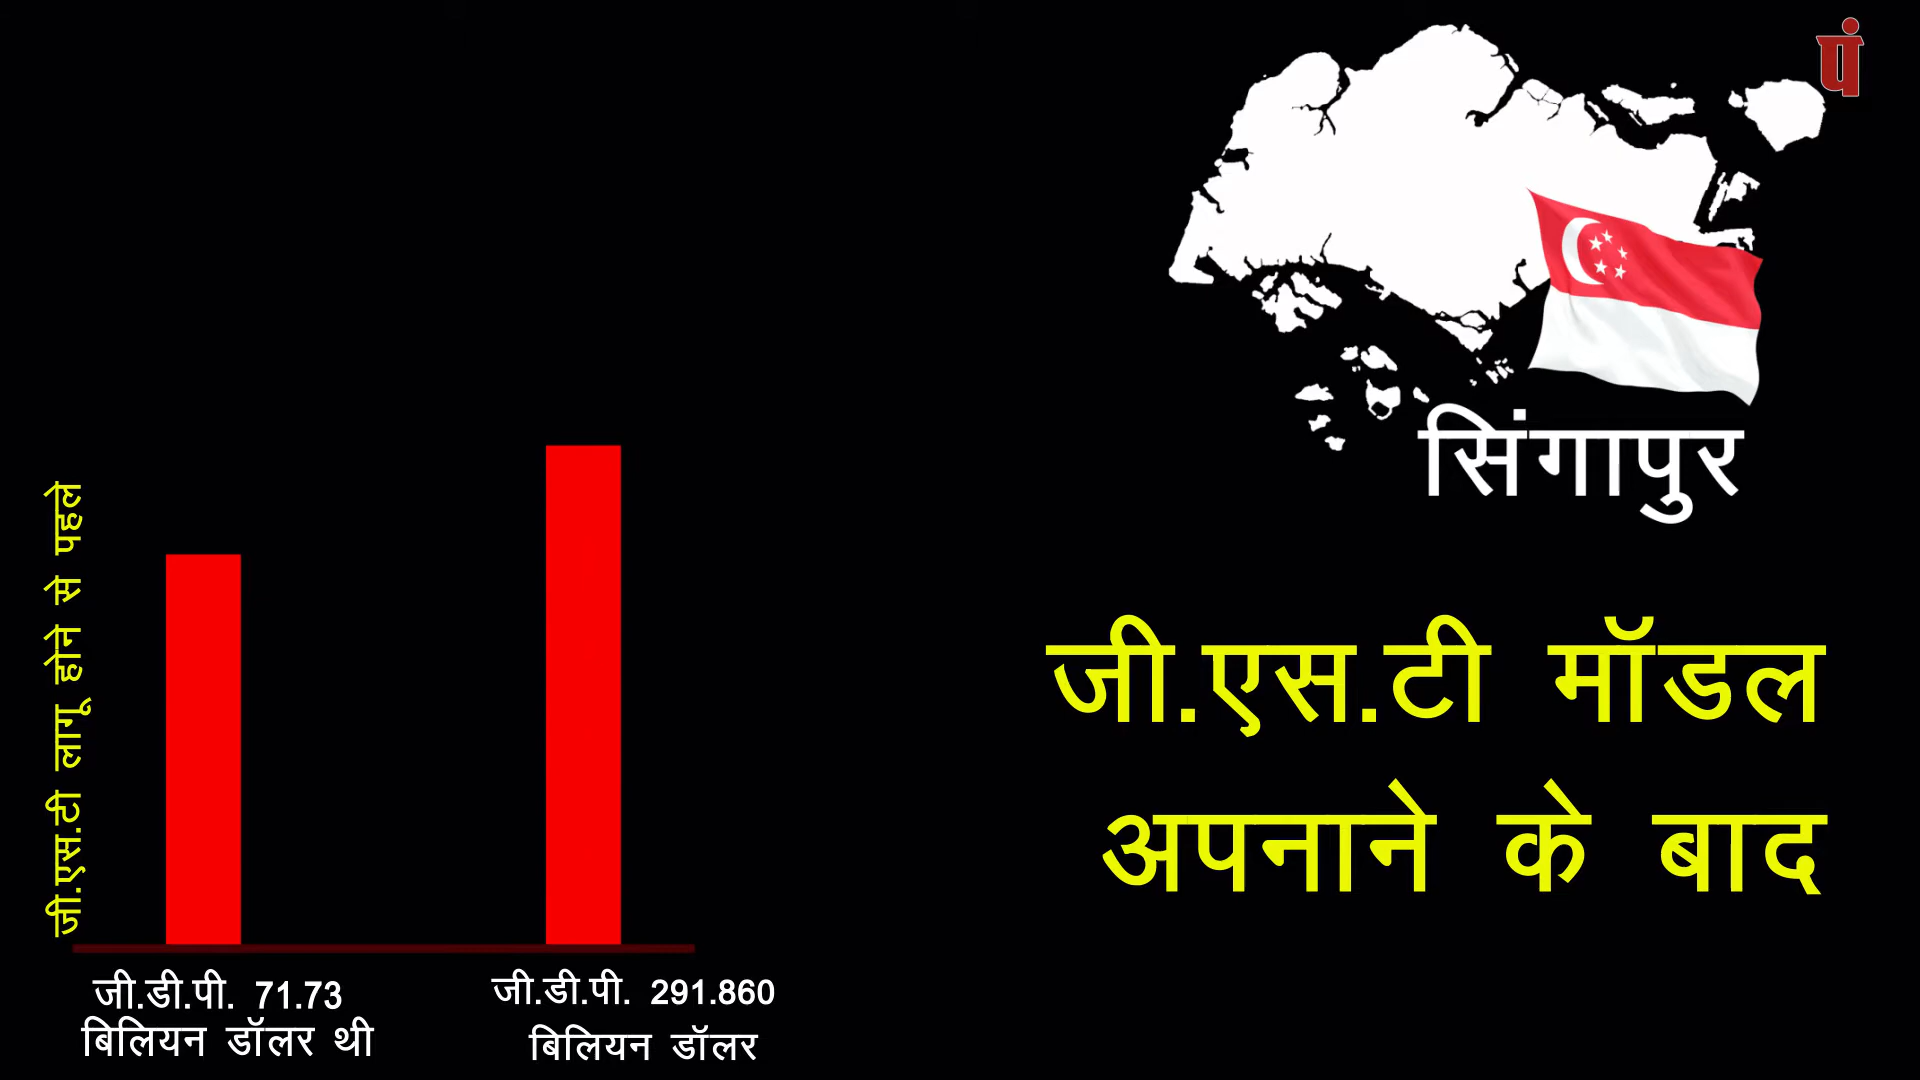 पं
सिंगापुर
जी.एस.टी मॉडल
अपनाने के बाद
जी.एस.टी लागू होने से पहले
जी.डी.पी. 71.73
बिलियन डॉलर थी
जी.डी.पी. 291.860
बिलियन डॉलर